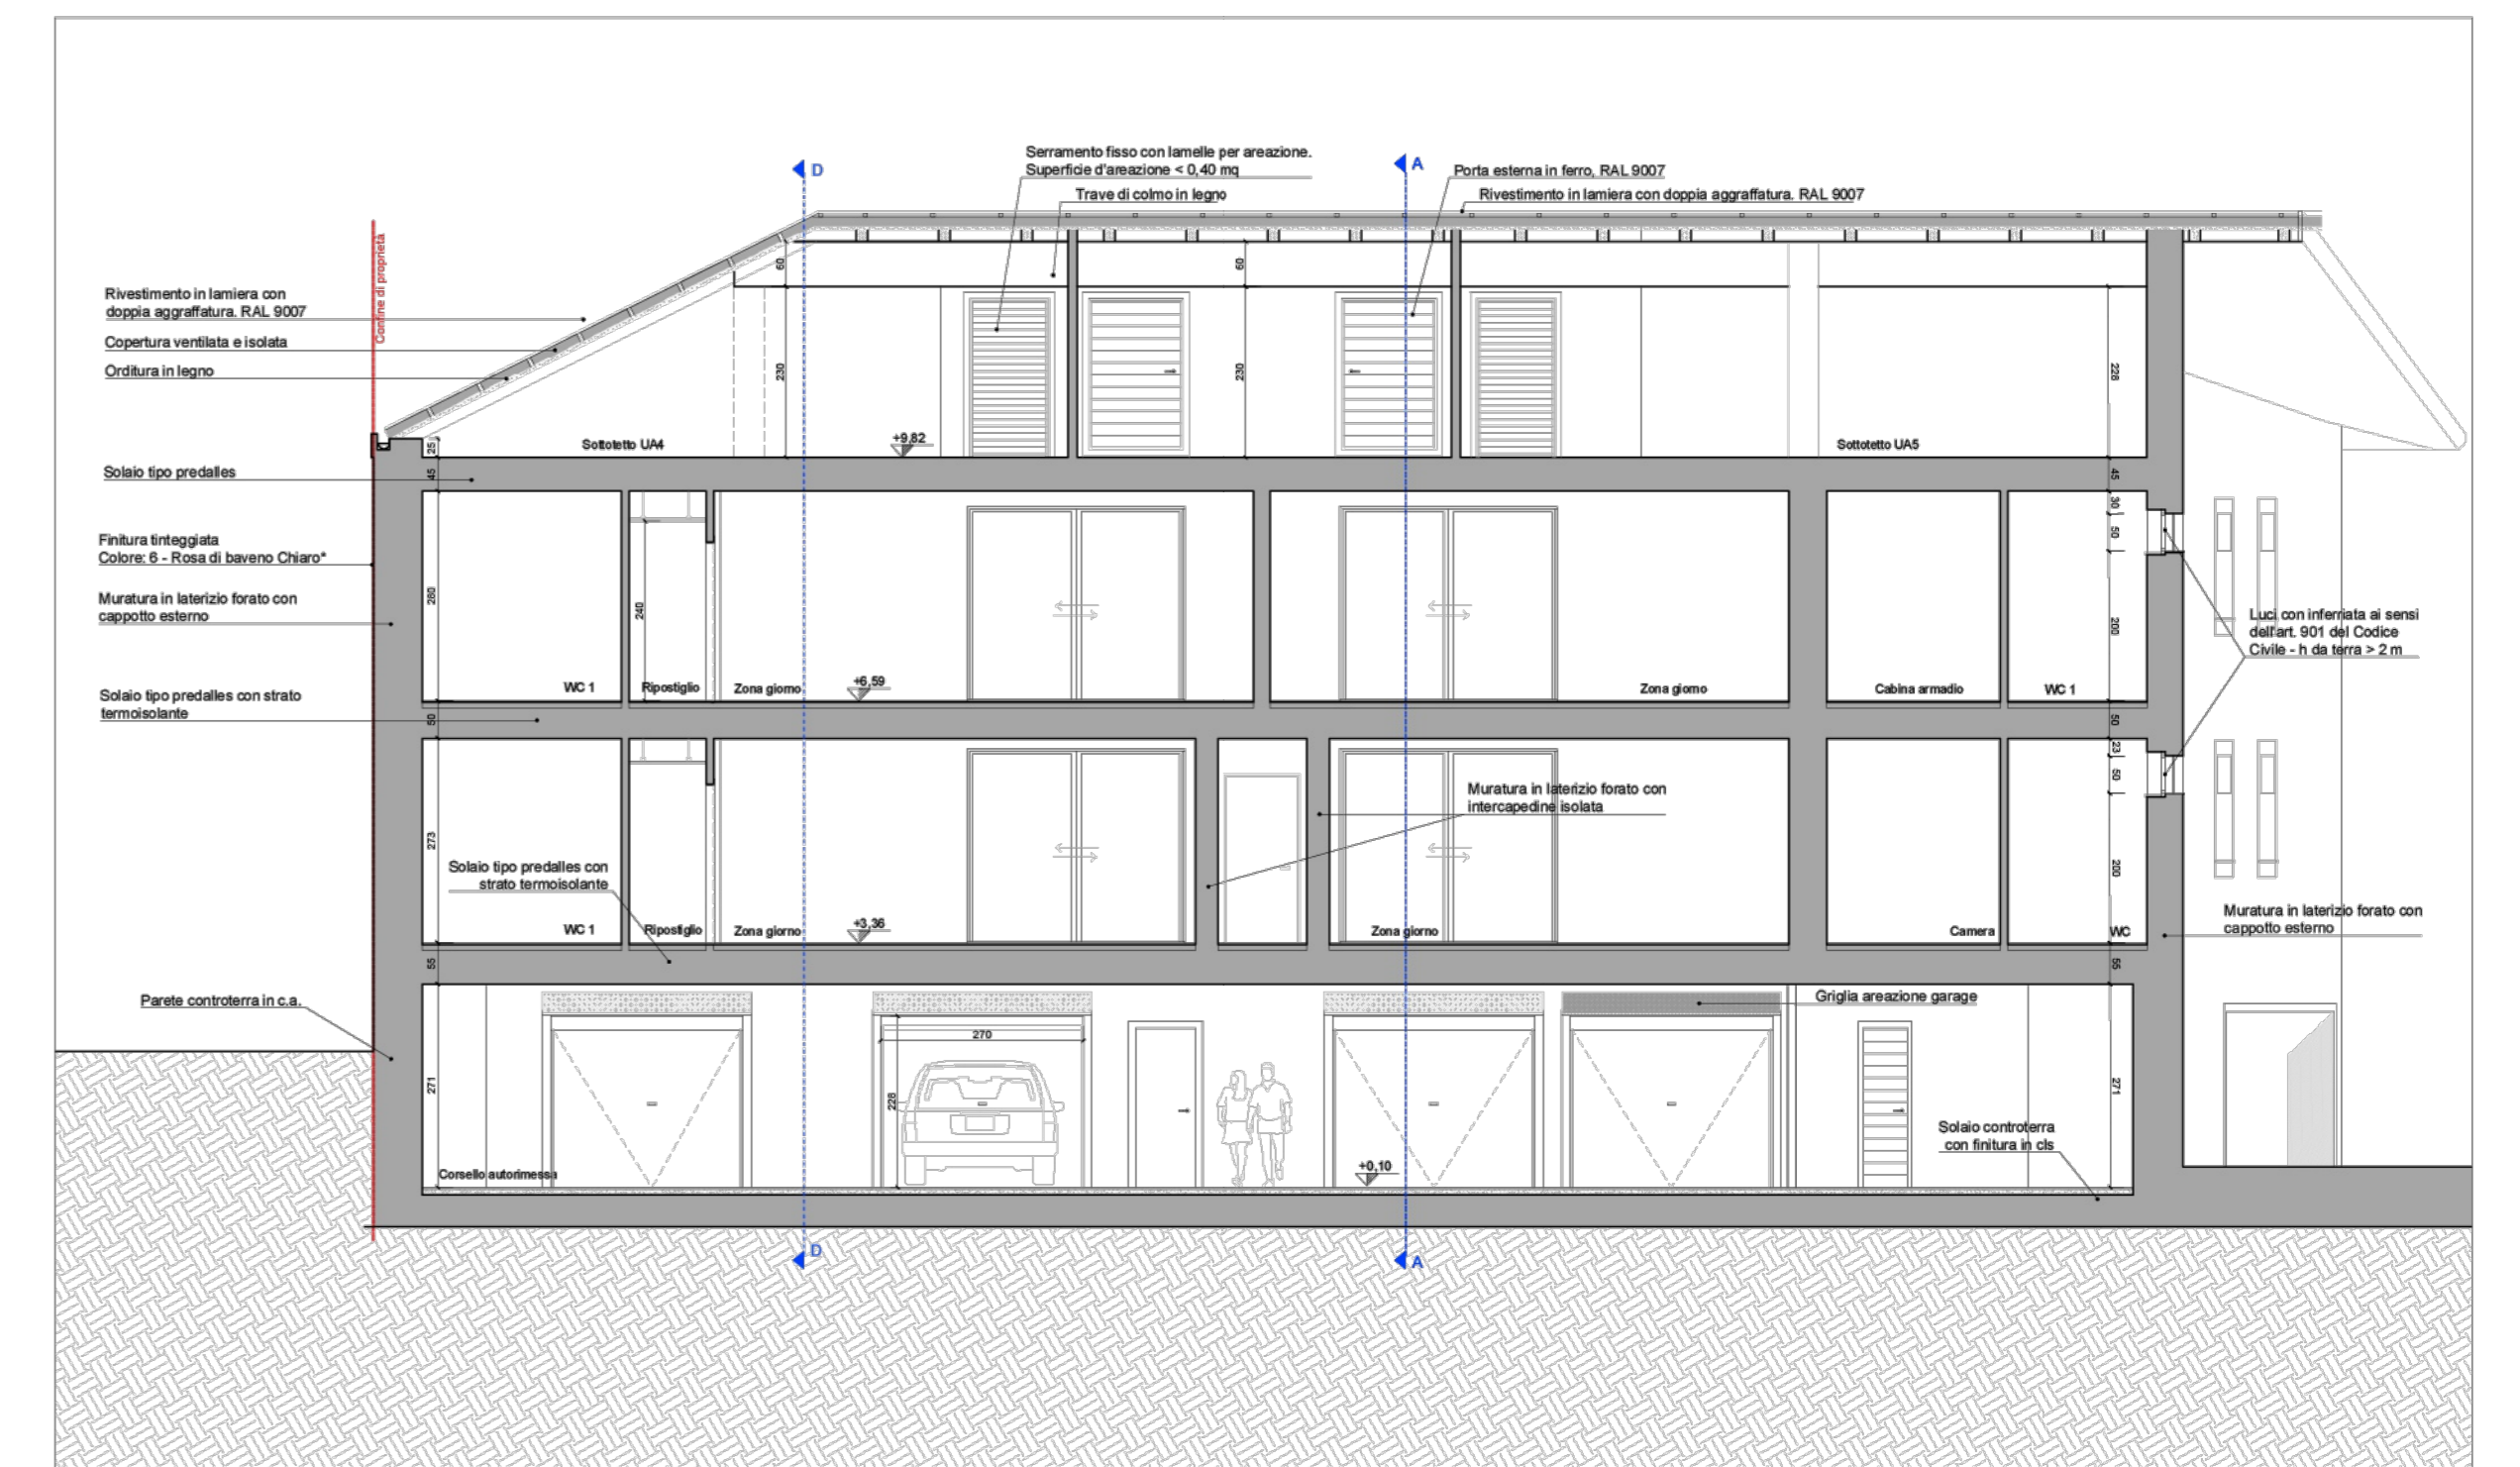 Serramento fisso con lamelle per areazione.
Superficie d'areazione < 0,40 mq
Trave di colmo in legno
D
A
Porta esterna in ferro, RAL 9007
Rivestimento in lamiera con doppia aggraffatura. RAL 9007
Confine di proprietà
Rivestimento in lamiera con
doppia aggraffatura. RAL 9007
Copertura ventilata e isolata
Orditura in legno
60
60
230
230
228
25
Sottotetto UA4
+9,82
Sottotetto UA5
Solaio tipo predalles
45
45
Finitura tinteggiata
Colore: 6 - Rosa di baveno Chiaro*
Muratura in laterizio forato con
cappotto esterno
280
240
30
50
200
Luci con inferriata ai sensi
dell'art. 901 del Codice
Civile - h da terra > 2 m
WC 1
Ripostiglio
Zona giorno
+6,59
Zona giorno
Cabina armadio
WC 1
Solaio tipo predalles con strato
termoisolante
50
50
23
50
200
273
Muratura in laterizio forato con
intercapedine isolata
Solaio tipo predalles con
strato termoisolante
WC 1
Ripostiglio
Zona giorno
+3,36
Zona giorno
Camera
WC
Muratura in laterizio forato con
cappotto esterno
55
55
Parete controterra in c.a.
Griglia areazione garage
270
228
271
271
Solaio controterra
con finitura in cls
Corsello autorimessa
+0,10
D
A